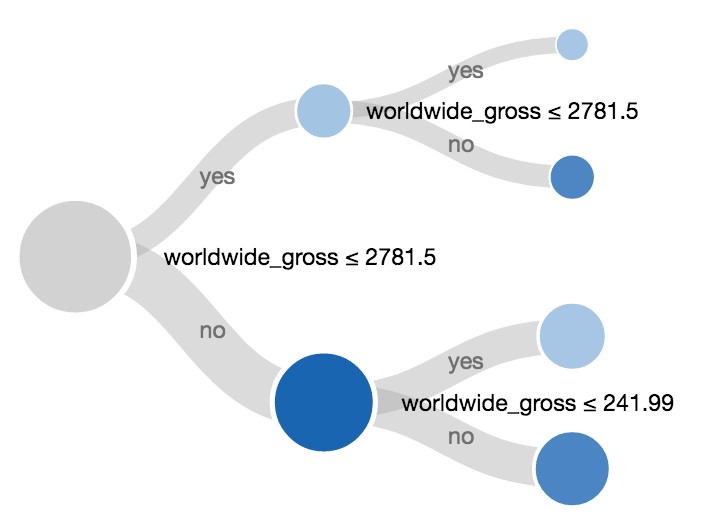 yes
worldwide_gross ≤ 2781.5
no
yes
worldwide_gross ≤ 2781.5
no
yes
worldwide_gross ≤ 241.99
no